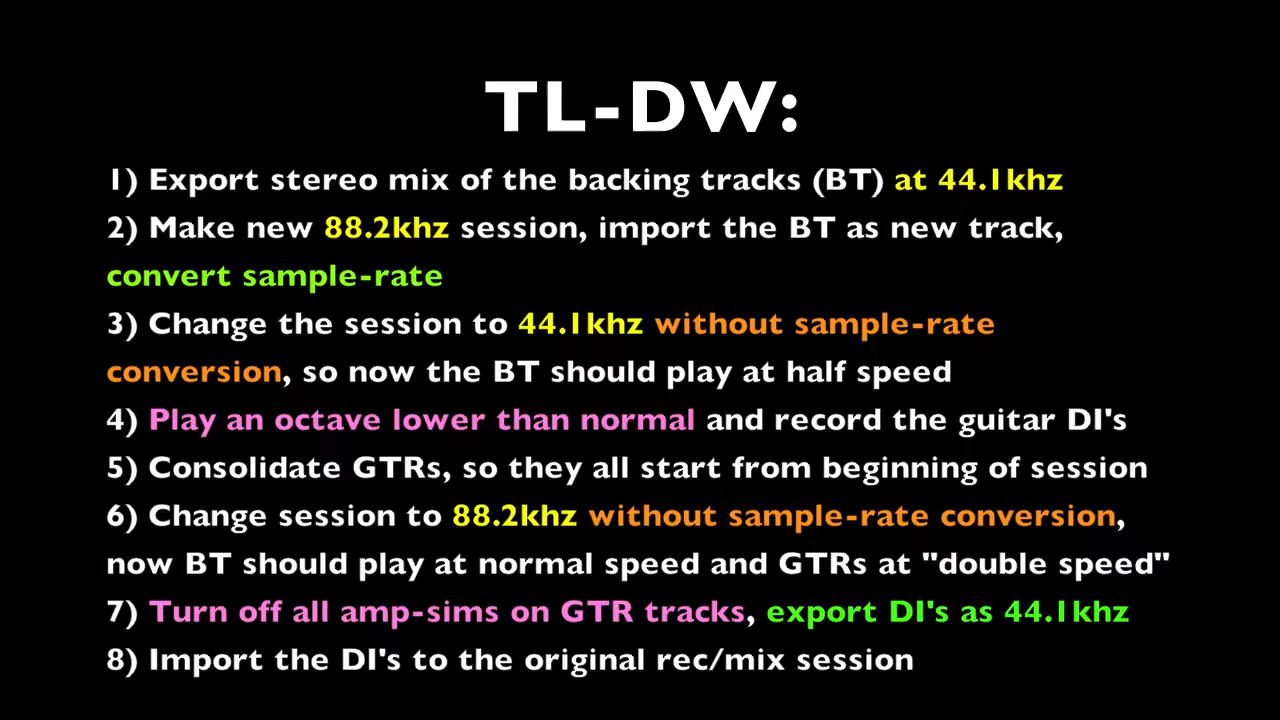 TL-DW:
1) Export stereo mix of the backing tracks (BT) at 44.1khz
2) Make new 88.2khz session, import the BT as new track,
convert sample-rate
3) Change the session to 44.1khz without sample-rate
conversion, so now the BT should play at half speed
4) Play an octave lower than normal and record the guitar DI's
5) Consolidate GTRs, so they all start from beginning of session
6) Change session to 88.2khz without sample-rate conversion,
now BT should play at normal speed and GTRs at "double speed"
7) Turn off all amp-sims on GTR tracks, export DI's as 44.1khz
8) Import the DI's to the original rec/mix session